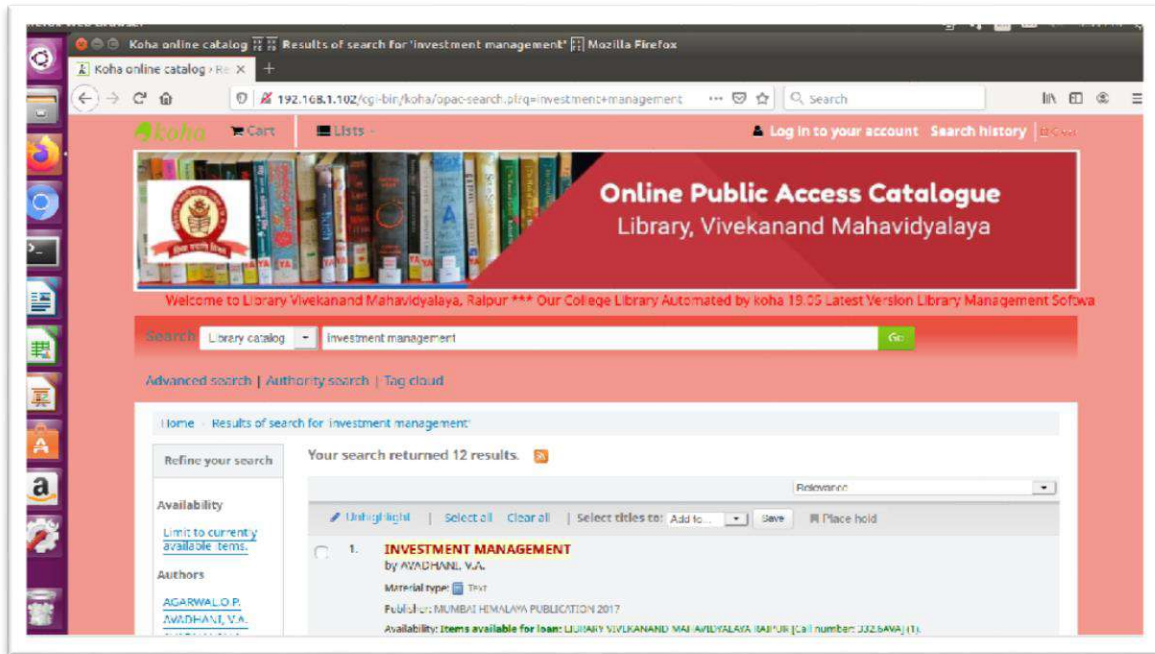 Koha online catalog Results of search for 'investment management' Mozilla Firefox
Koha online catalog › Re X +
192.168.1.102/cgi-bin/koha/opac-search.pl?q=investment+management ... Search
koha Cart Lists Log in to your account Search history
Online Public Access Catalogue
Library, Vivekanand Mahavidyalaya
Welcome to Library Vivekanand Mahavidyalaya, Raipur *** Our College Library Automated by koha 19.05 Latest Version Library Management Softwa
Search Library catalog investment management Go
Advanced search | Authority search | Tag cloud
Home Results of search for 'investment management'
Refine your search
Your search returned 12 results.
Relevance
Unhighlight | Select all Clear all | Select titles to: Add to... Save Place hold
Availability
Limit to currently
available items.
Authors
AGARWAL,O.P.
AVADHANI, V.A.
1. INVESTMENT MANAGEMENT
by AVADHANI, V.A.
Material type: Text
Publisher: MUMBAI HIMALAYA PUBLICATION 2017
Availability: Items available for loan: LIBRARY VIVEKANAND MAHAVIDYALAYA RAIPUR [Call number: 332.6AVA] (1).